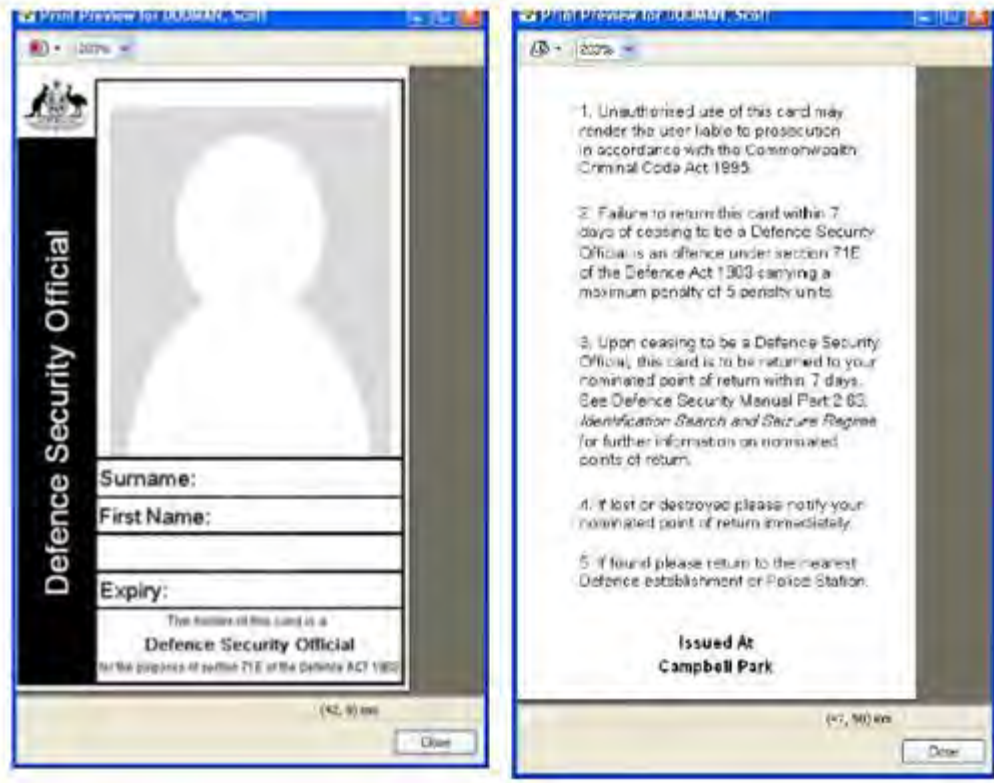 Print Preview for DUUMAN, Scott
203%
Defence Security Official
Surname:
First Name:
Expiry:
The holder of this card is a
Defence Security Official
for the purposes of section 71E of the Defence ACT 1903
Close
Print Preview for DUUMAN, Scott
203%
1. Unauthorised use of this card may
render the user liable to prosecution
in accordance with the Commonwealth
Criminal Code Act 1995.
2. Failure to return this card within 7
days of ceasing to be a Defence Security
Official is an offence under section 71E
of the Defence Act 1903 carrying a
maximum penalty of 5 penalty units
3. Upon ceasing to be a Defence Security
Official, this card is to be returned to your
nominated point of return within 7 days.
See Defence Security Manual Part 2:63,
Identification Search and Seizure Regime
for further information on nominated
points of return.
4. If lost or destroyed please notify your
nominated point of return immediately.
5. If found please return to the nearest
Defence establishment or Police Station.
Issued At
Campbell Park
Close